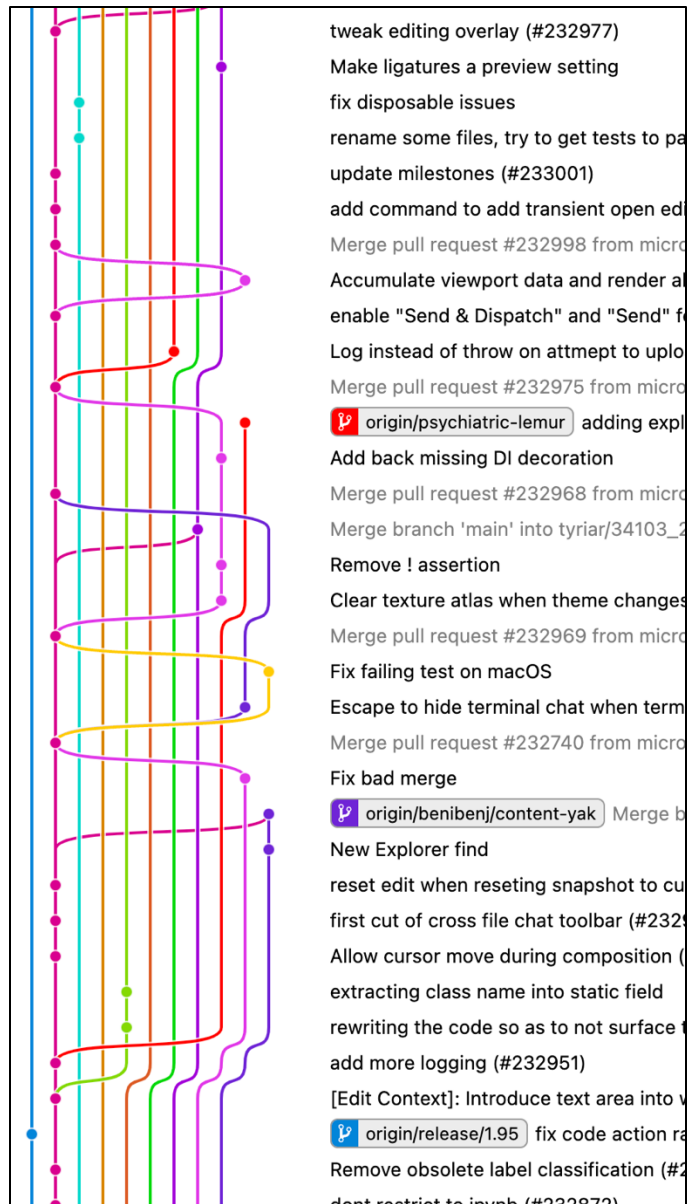 tweak editing overlay (#232977)
Make ligatures a preview setting
fix disposable issues
rename some files, try to get tests to pa
update milestones (#233001)
add command to add transient open edi
Merge pull request #232998 from micro
Accumulate viewport data and render al
enable "Send & Dispatch" and "Send" fo
Log instead of throw on attmept to uplo
Merge pull request #232975 from micro
origin/psychiatric-lemur adding expl
Add back missing DI decoration
Merge pull request #232968 from micro
Merge branch 'main' into tyriar/34103_2
Remove ! assertion
Clear texture atlas when theme changes
Merge pull request #232969 from micro
Fix failing test on macOS
Escape to hide terminal chat when term
Merge pull request #232740 from micro
Fix bad merge
origin/benibenj/content-yak Merge b
New Explorer find
reset edit when reseting snapshot to cu
first cut of cross file chat toolbar (#2329
Allow cursor move during composition (
extracting class name into static field
rewriting the code so as to not surface t
add more logging (#232951)
[Edit Context]: Introduce text area into w
origin/release/1.95 fix code action ra
Remove obsolete label classification (#2
dont restrict to ipynb (#232872)